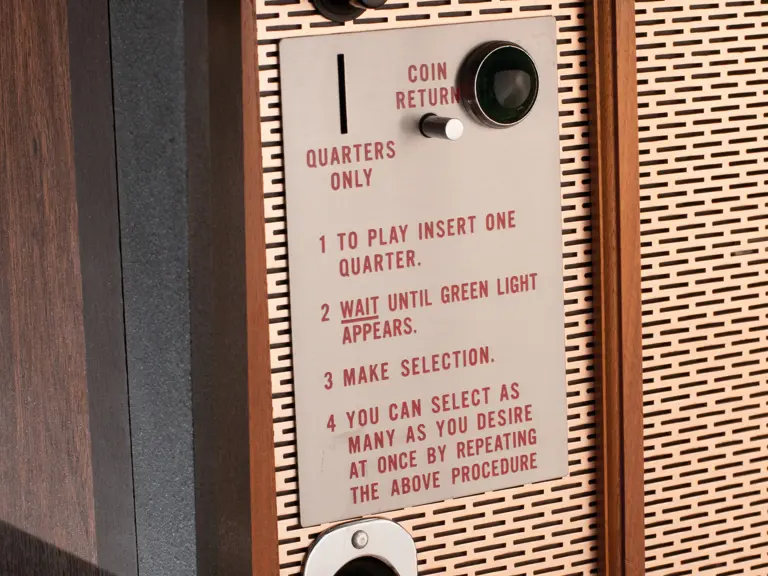 COIN
RETURN
QUARTERS
ONLY
1 TO PLAY INSERT ONE
QUARTER.
2 WAIT UNTIL GREEN LIGHT
APPEARS.
3 MAKE SELECTION.
4 YOU CAN SELECT AS
MANY AS YOU DESIRE
AT ONCE BY REPEATING
THE ABOVE PROCEDURE